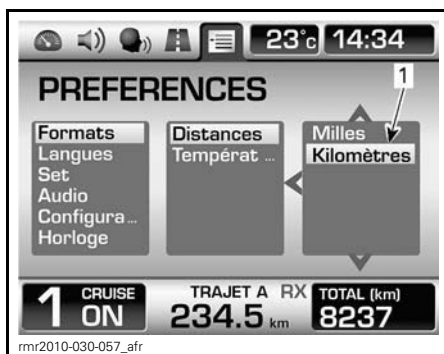 23°c 14:34
PREFERENCES
1
Formats
Langues
Set
Audio
Configura...
Horloge
Distances
Températ ...
Milles
Kilomètres
1 CRUISE ON
TRAJET A RX
234.5 km
TOTAL (km)
8237
rmr2010-030-057_afr